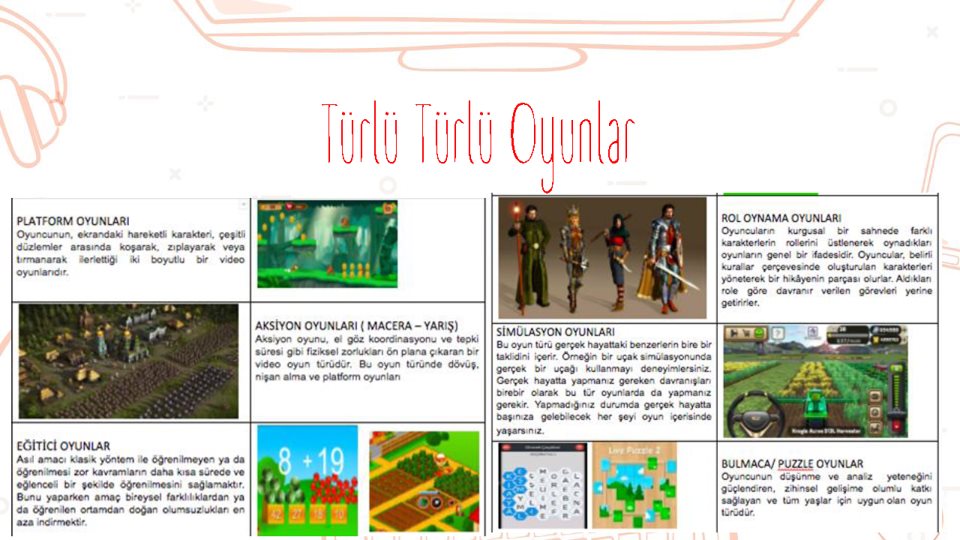 Türlü Türlü Oyunlar
PLATFORM OYUNLARI
Oyuncunun, ekrandaki hareketli karakteri, çeşitli
düzlemler arasında koşarak, zıplayarak veya
tırmanarak ilerlettiği iki boyutlu bir video
oyunlarıdır.
AKSİYON OYUNLARI ( MACERA – YARIŞ)
Aksiyon oyunu, el göz koordinasyonu ve tepki
süresi gibi fiziksel zorlukları ön plana çıkaran bir
video oyun türüdür. Bu oyun türünde dövüş,
nişan alma ve platform oyunları
EĞİTİCİ OYUNLAR
Asıl amacı klasik yöntem ile öğrenilmeyen ya da
öğrenilmesi zor kavramların daha kısa sürede ve
eğlenceli bir şekilde öğrenilmesini sağlamaktır.
Bunu yaparken amaç bireysel farklılıklardan ya
da öğrenilen ortamdan doğan olumsuzlukları en
aza indirmektir.
8 + 19
42 27 18 10
ROL OYNAMA OYUNLARI
Oyuncuların kurgusal bir sahnede farklı
karakterlerin rollerini üstlenerek oynadıkları
oyunların genel bir ifadesidir. Oyuncular, belirli
kurallar çerçevesinde oluşturulan karakterleri
yöneterek bir hikâyenin parçası olurlar. Aldıkları
role göre davranır verilen görevleri yerine
getirirler.
SİMÜLASYON OYUNLARI
Bu oyun türü gerçek hayattaki benzerlerin bire bir
taklidini içerir. Örneğin bir uçak simülasyonunda
gerçek bir uçağı kullanmayı deneyimlersiniz.
Gerçek hayatta yapmanız gereken davranışları
birebir olarak bu tür oyunlarda da yapmanız
gerekir. Yapmadığınız durumda gerçek hayatta
başınıza gelebilecek her şeyi oyun içerisinde
yaşarsınız.
Live Puzzle 2
BULMACA/ PUZZLE OYUNLAR
Oyuncunun düşünme ve analiz yeteneğini
güçlendiren, zihinsel gelişime olumlu katkı
sağlayan ve tüm yaşlar için uygun olan oyun
türüdür.